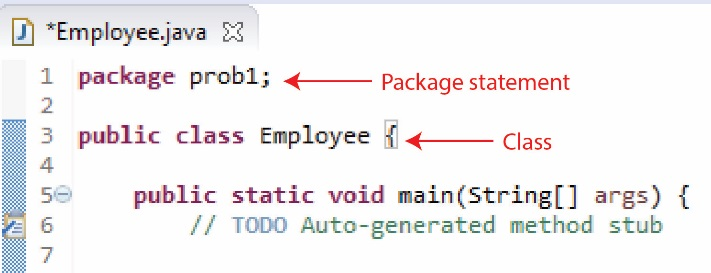 *Employee.java
1 package prob1; Package statement
2
3 public class Employee { Class
4
5 public static void main(String[] args) {
6 // TODO Auto-generated method stub
7